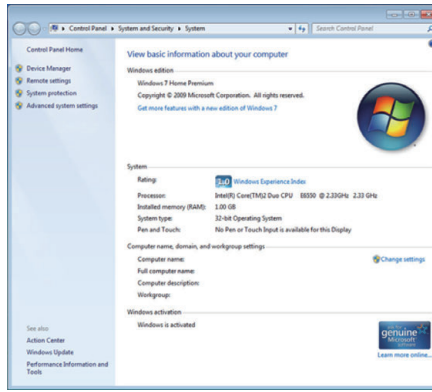 Control Panel ▸ System and Security ▸ System
Search Control Panel
Control Panel Home
Device Manager
Remote settings
System protection
Advanced system settings
View basic information about your computer
Windows edition
Windows 7 Home Premium
Copyright © 2009 Microsoft Corporation. All rights reserved.
Get more features with a new edition of Windows 7
System
Rating:
Windows Experience Index
Processor: Intel(R) Core(TM)2 Duo CPU E6550 @ 2.33GHz 2.33 GHz
Installed memory (RAM): 1.00 GB
System type: 32-bit Operating System
Pen and Touch: No Pen or Touch Input is available for this Display
Computer name, domain, and workgroup settings
Computer name:
Change settings
Full computer name:
Computer description:
Workgroup:
Windows activation
Windows is activated
See also
Action Center
Windows Update
Performance Information and
Tools
ask for
genuine
Microsoft
software
Learn more online...